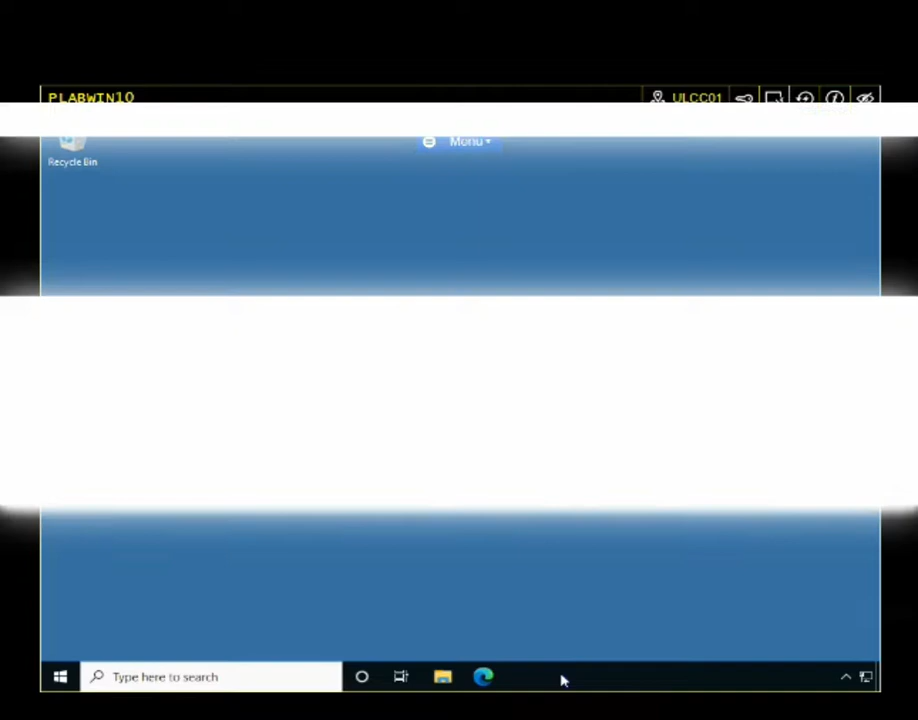 PLABWIN10
ULCC01
Menu
Recycle Bin
Type here to search